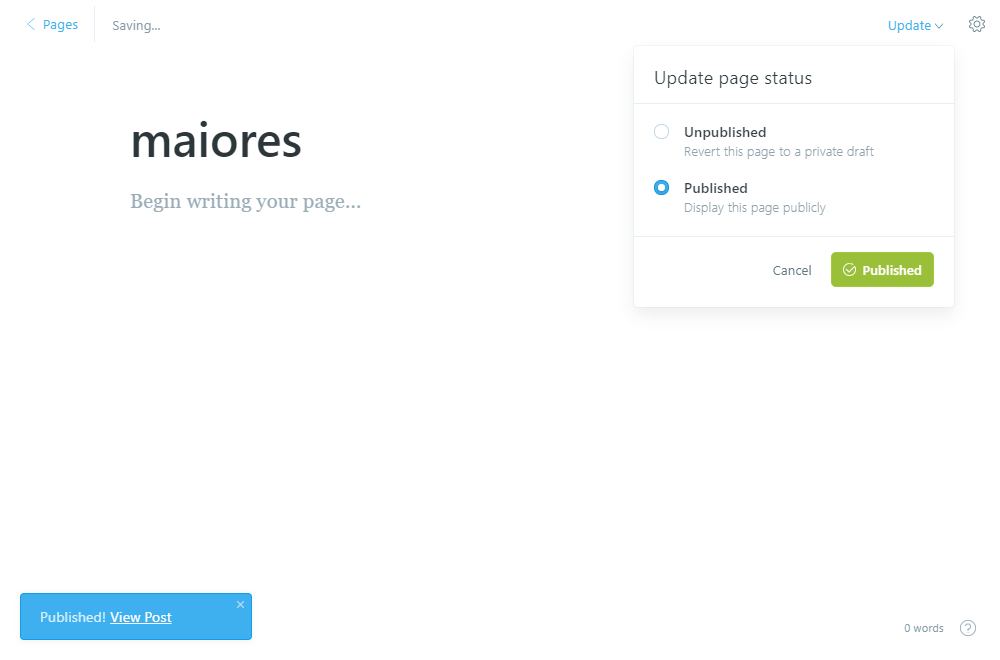 Pages
Saving...
Update
Update page status
maiores
Unpublished
Revert this page to a private draft
Begin writing your page...
Published
Display this page publicly
Cancel
Published
Published! View Post
0 words
?